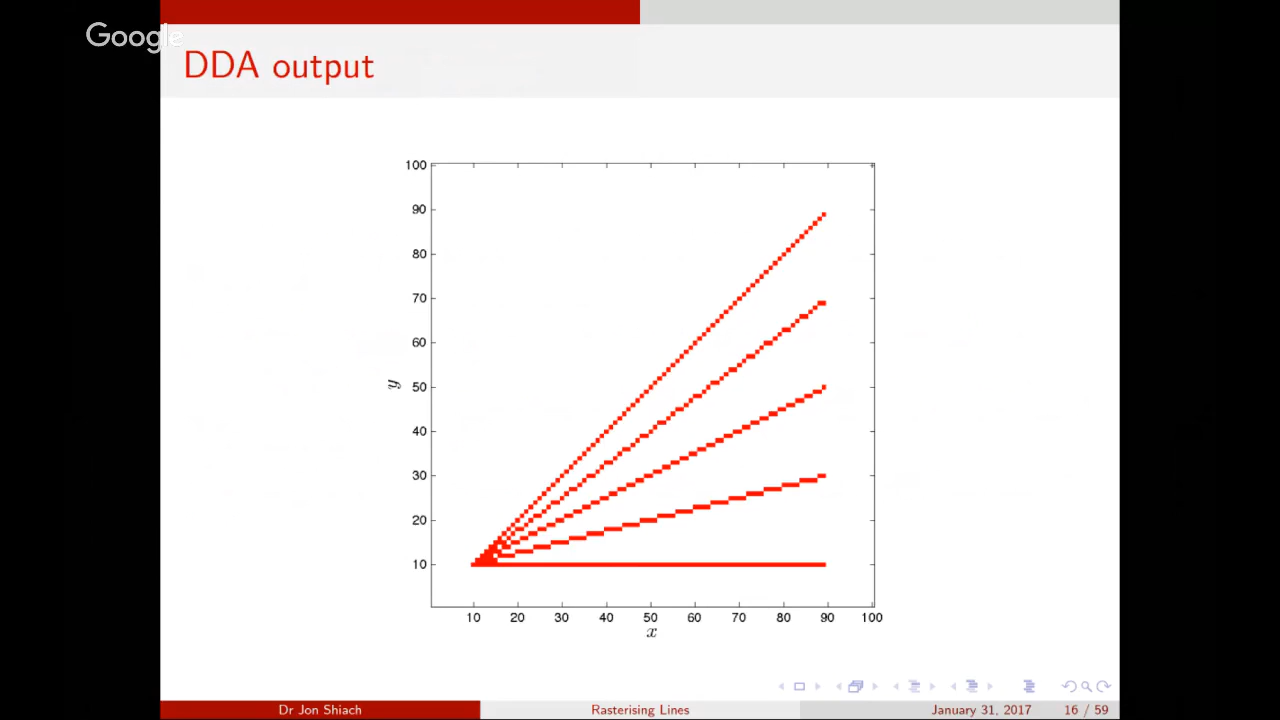 Google
DDA output
100
90
80
70
60
50
40
30
20
10
y
10 20 30 40 50 60 70 80 90 100
x
Dr Jon Shiach
Rasterising Lines
January 31, 2017
16 / 59